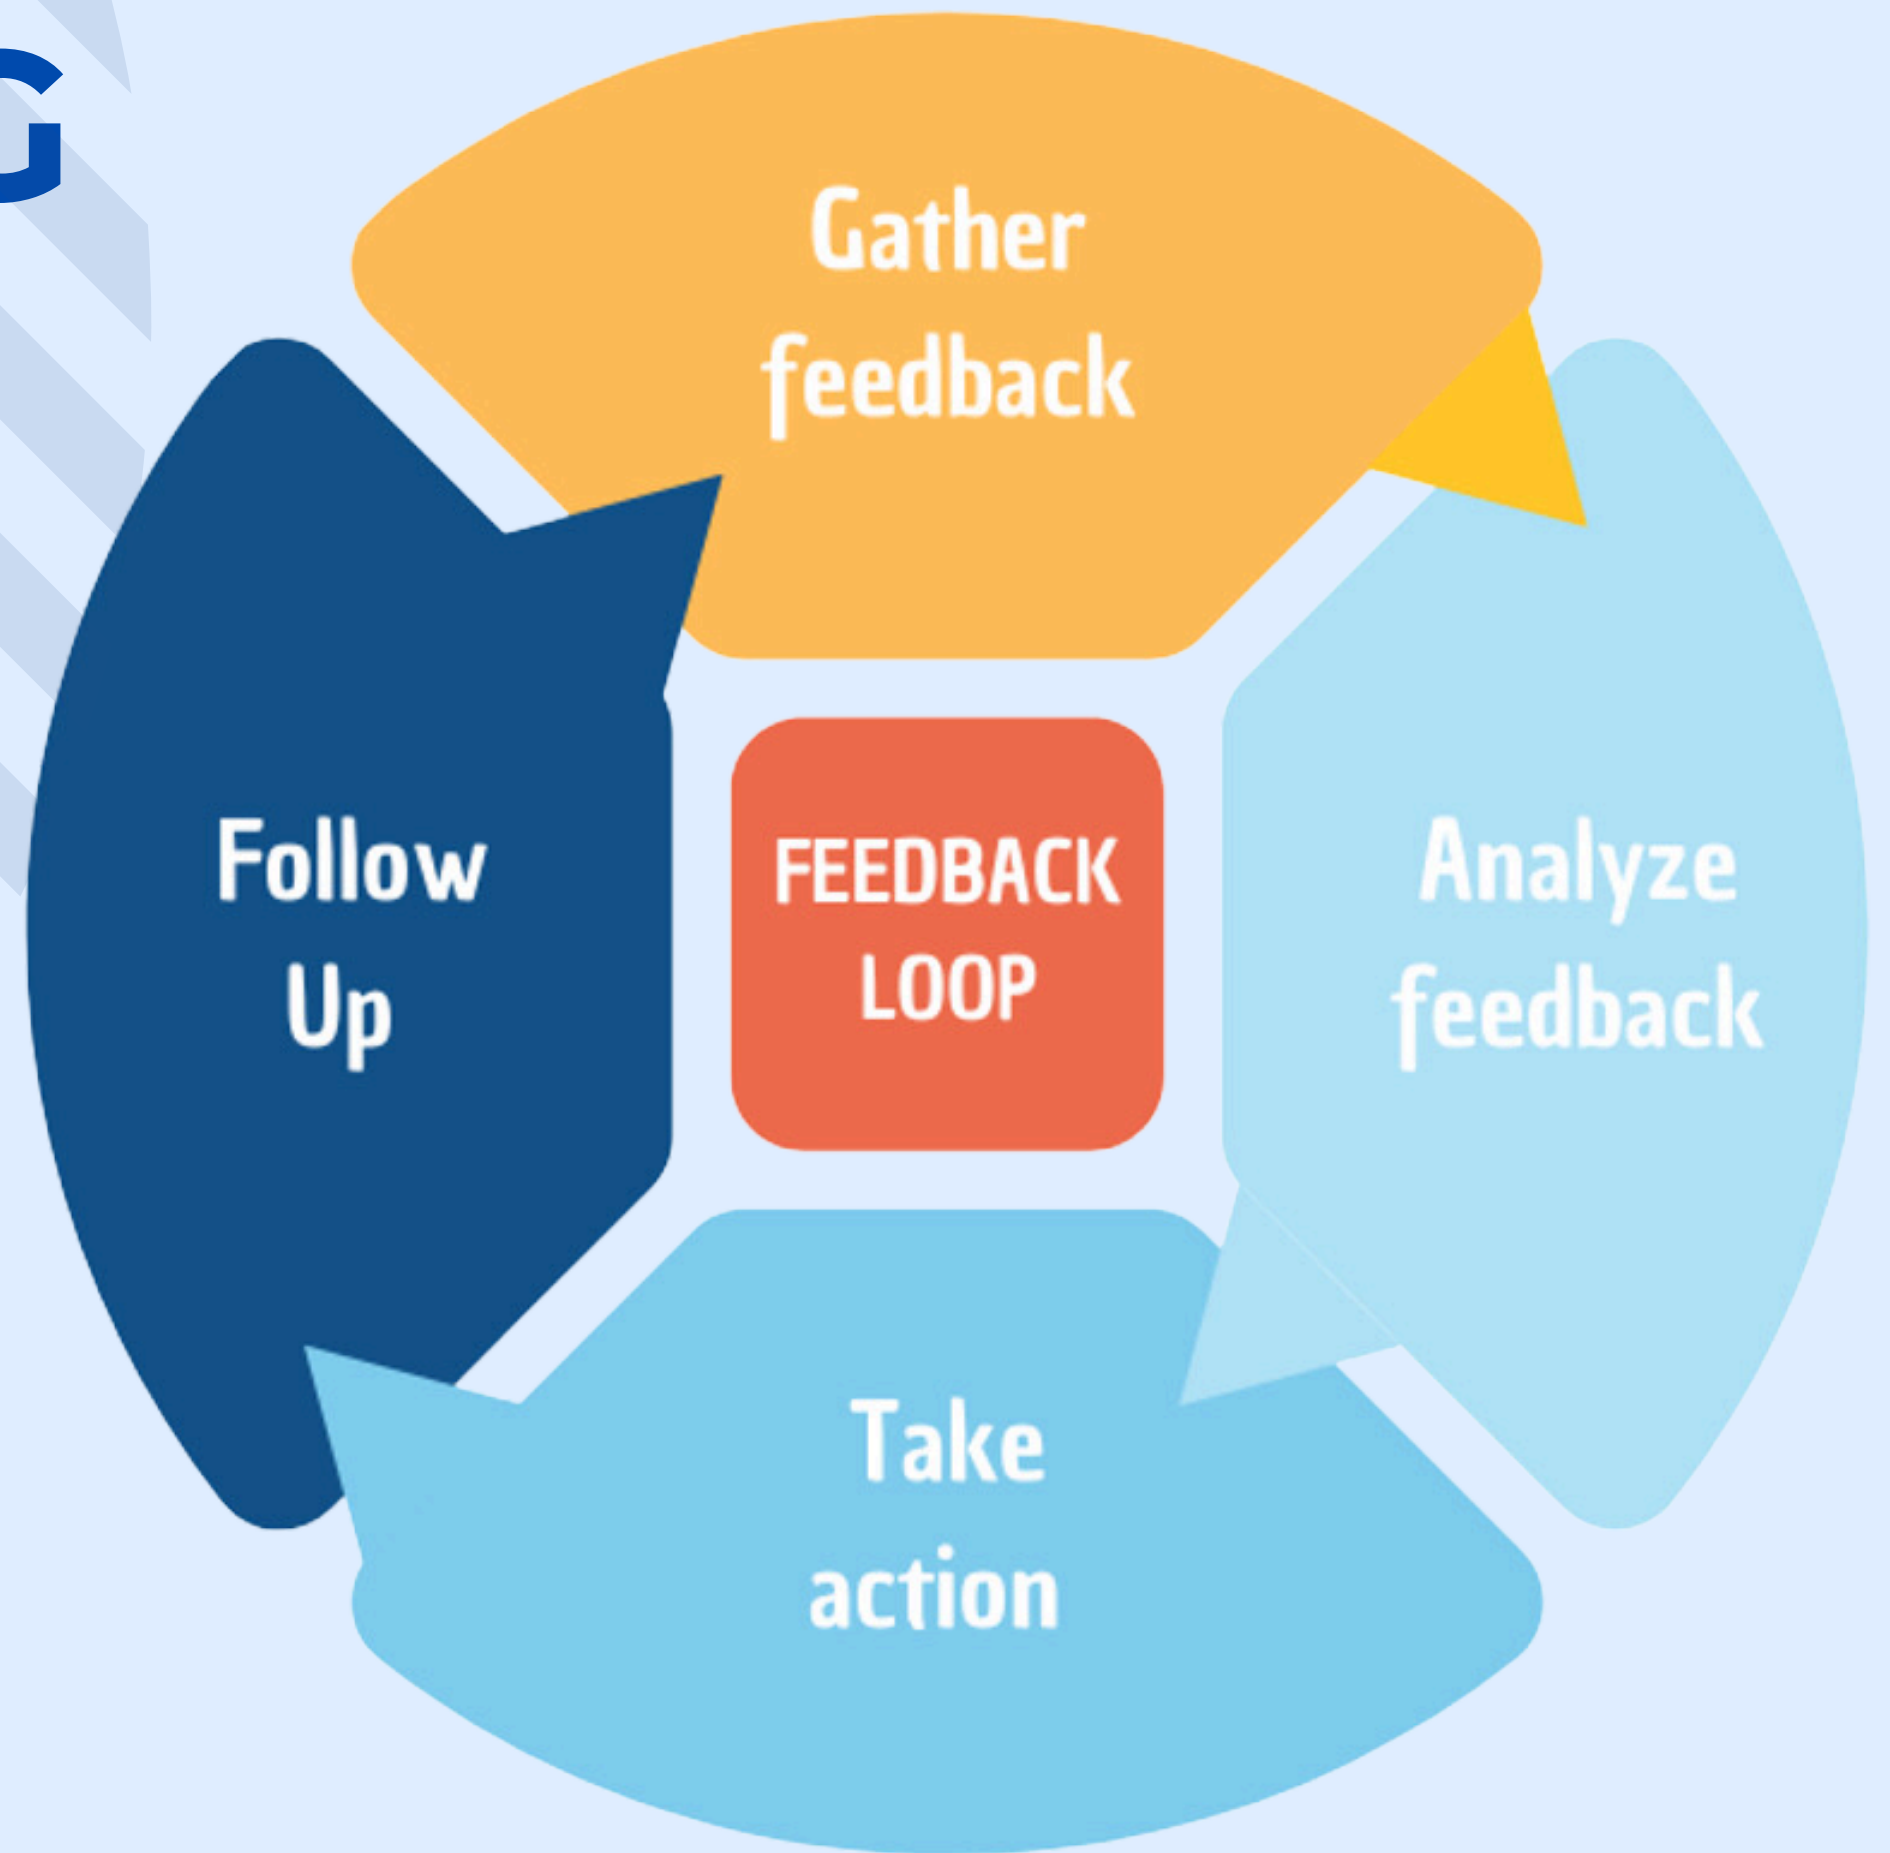 G
Gather
feedback
Follow
Up
FEEDBACK
LOOP
Analyze
feedback
Take
action